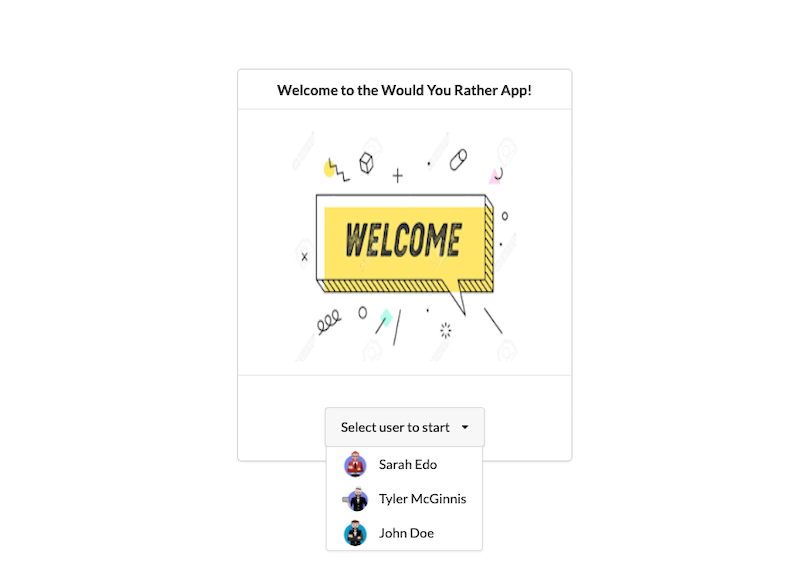 Welcome to the Would You Rather App!
WELCOME
Select user to start
Sarah Edo
Tyler McGinnis
John Doe